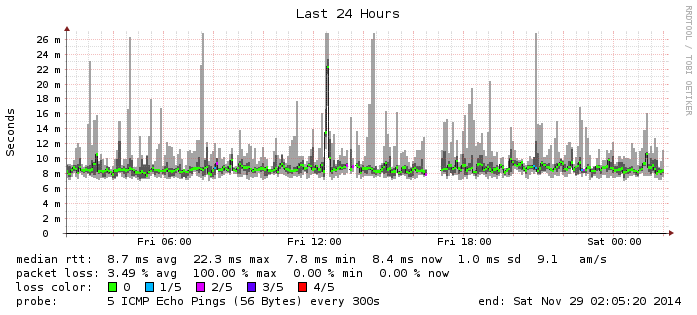 Last 24 Hours
RRDTOOL / TOBI OETIKER
Seconds
26 m
24 m
22 m
20 m
18 m
16 m
14 m
12 m
10 m
8 m
6 m
4 m
2 m
0
Fri 06:00 Fri 12:00 Fri 18:00 Sat 00:00
median rtt: 8.7 ms avg 22.3 ms max 7.8 ms min 8.4 ms now 1.0 ms sd 9.1 am/s
packet loss: 3.49 % avg 100.00 % max 0.00 % min 0.00 % now
loss color: 0 1/5 2/5 3/5 4/5
probe: 5 ICMP Echo Pings (56 Bytes) every 300s end: Sat Nov 29 02:05:20 2014